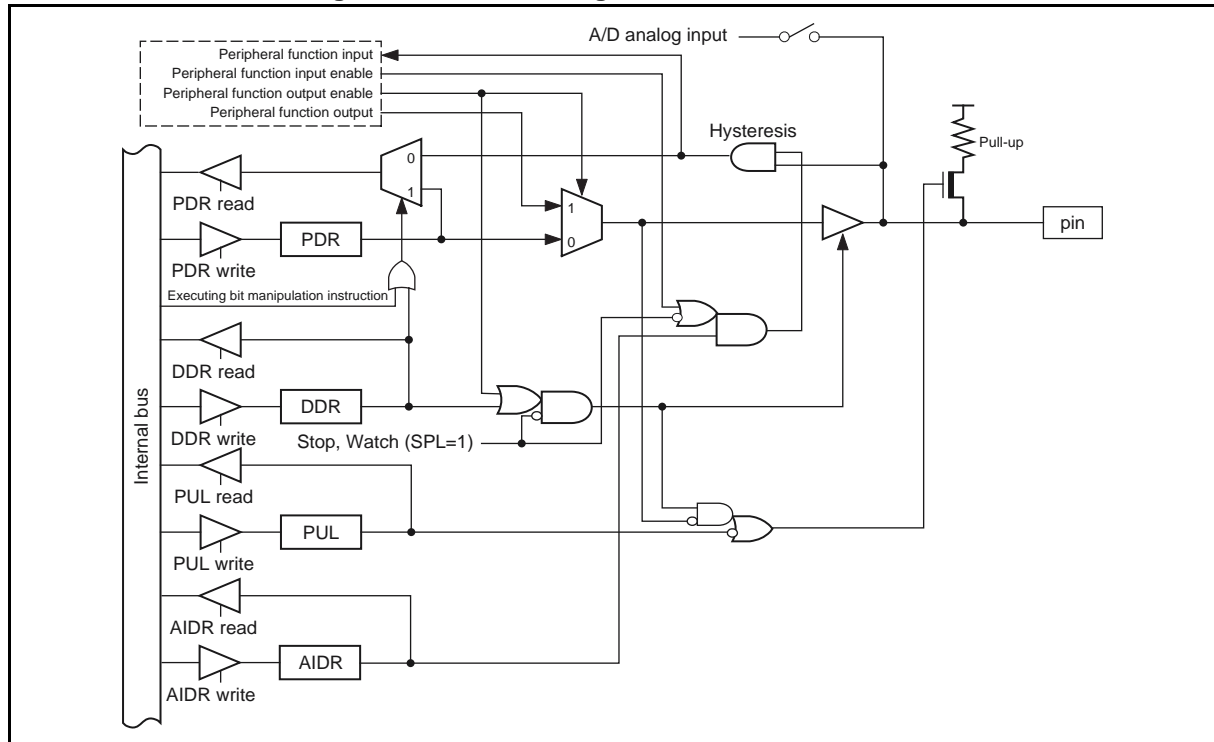 A/D analog input
Peripheral function input
Peripheral function input enable
Peripheral function output enable
Peripheral function output
Hysteresis
Pull-up
0
1
PDR read
1
0
pin
PDR
PDR write
Executing bit manipulation instruction
DDR read
DDR
DDR write
Stop, Watch (SPL=1)
Internal bus
PUL read
PUL
PUL write
AIDR read
AIDR
AIDR write